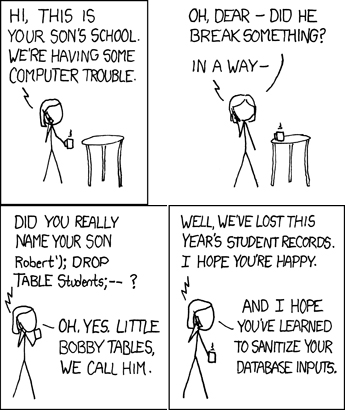 HI, THIS IS
YOUR SON'S SCHOOL.
WE'RE HAVING SOME
COMPUTER TROUBLE.
OH, DEAR – DID HE
BREAK SOMETHING?
IN A WAY–
DID YOU REALLY
NAME YOUR SON
Robert'); DROP
TABLE Students;-- ?
OH, YES. LITTLE
BOBBY TABLES,
WE CALL HIM.
WELL, WE'VE LOST THIS
YEAR'S STUDENT RECORDS.
I HOPE YOU'RE HAPPY.
AND I HOPE
YOU'VE LEARNED
TO SANITIZE YOUR
DATABASE INPUTS.